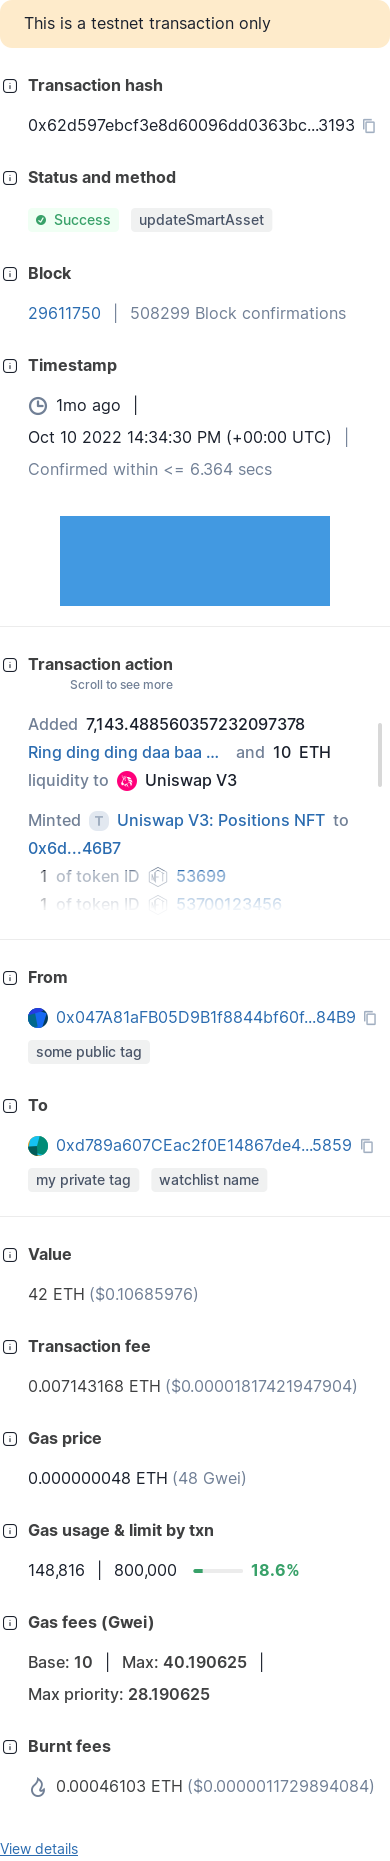 This is a testnet transaction only
Transaction hash
0x62d597ebcf3e8d60096dd0363bc...3193
Status and method
Success updateSmartAsset
Block
29611750 | 508299 Block confirmations
Timestamp
1mo ago |
Oct 10 2022 14:34:30 PM (+00:00 UTC) |
Confirmed within <= 6.364 secs
Transaction action
Scroll to see more
Added 7,143.488560357232097378
Ring ding ding daa baa ... and 10 ETH
liquidity to Uniswap V3
Minted T Uniswap V3: Positions NFT to
0x6d...46B7
1 of token ID 53699
1 of token ID 53700123456
From
0x047A81aFB05D9B1f8844bf60f...84B9
some public tag
To
0xd789a607CEac2f0E14867de4...5859
my private tag watchlist name
Value
42 ETH ($0.10685976)
Transaction fee
0.007143168 ETH ($0.00001817421947904)
Gas price
0.000000048 ETH (48 Gwei)
Gas usage & limit by txn
148,816 | 800,000 18.6%
Gas fees (Gwei)
Base: 10 | Max: 40.190625 |
Max priority: 28.190625
Burnt fees
0.00046103 ETH ($0.0000011729894084)
View details